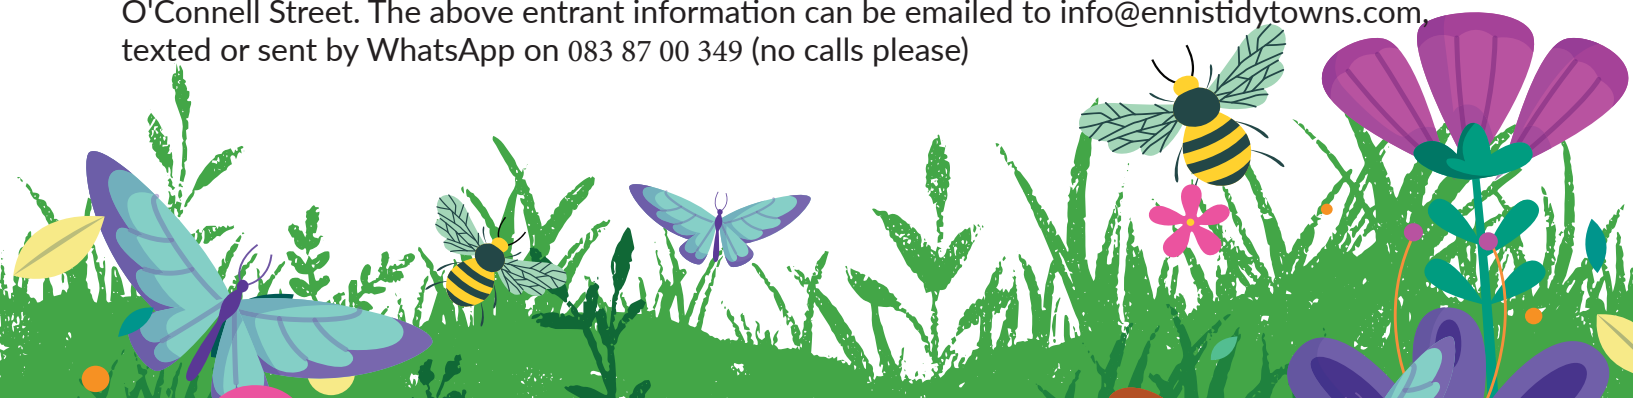 O'Connell Street. The above entrant information can be emailed to info@ennistidytowns.com,
texted or sent by WhatsApp on 083 87 00 349 (no calls please)